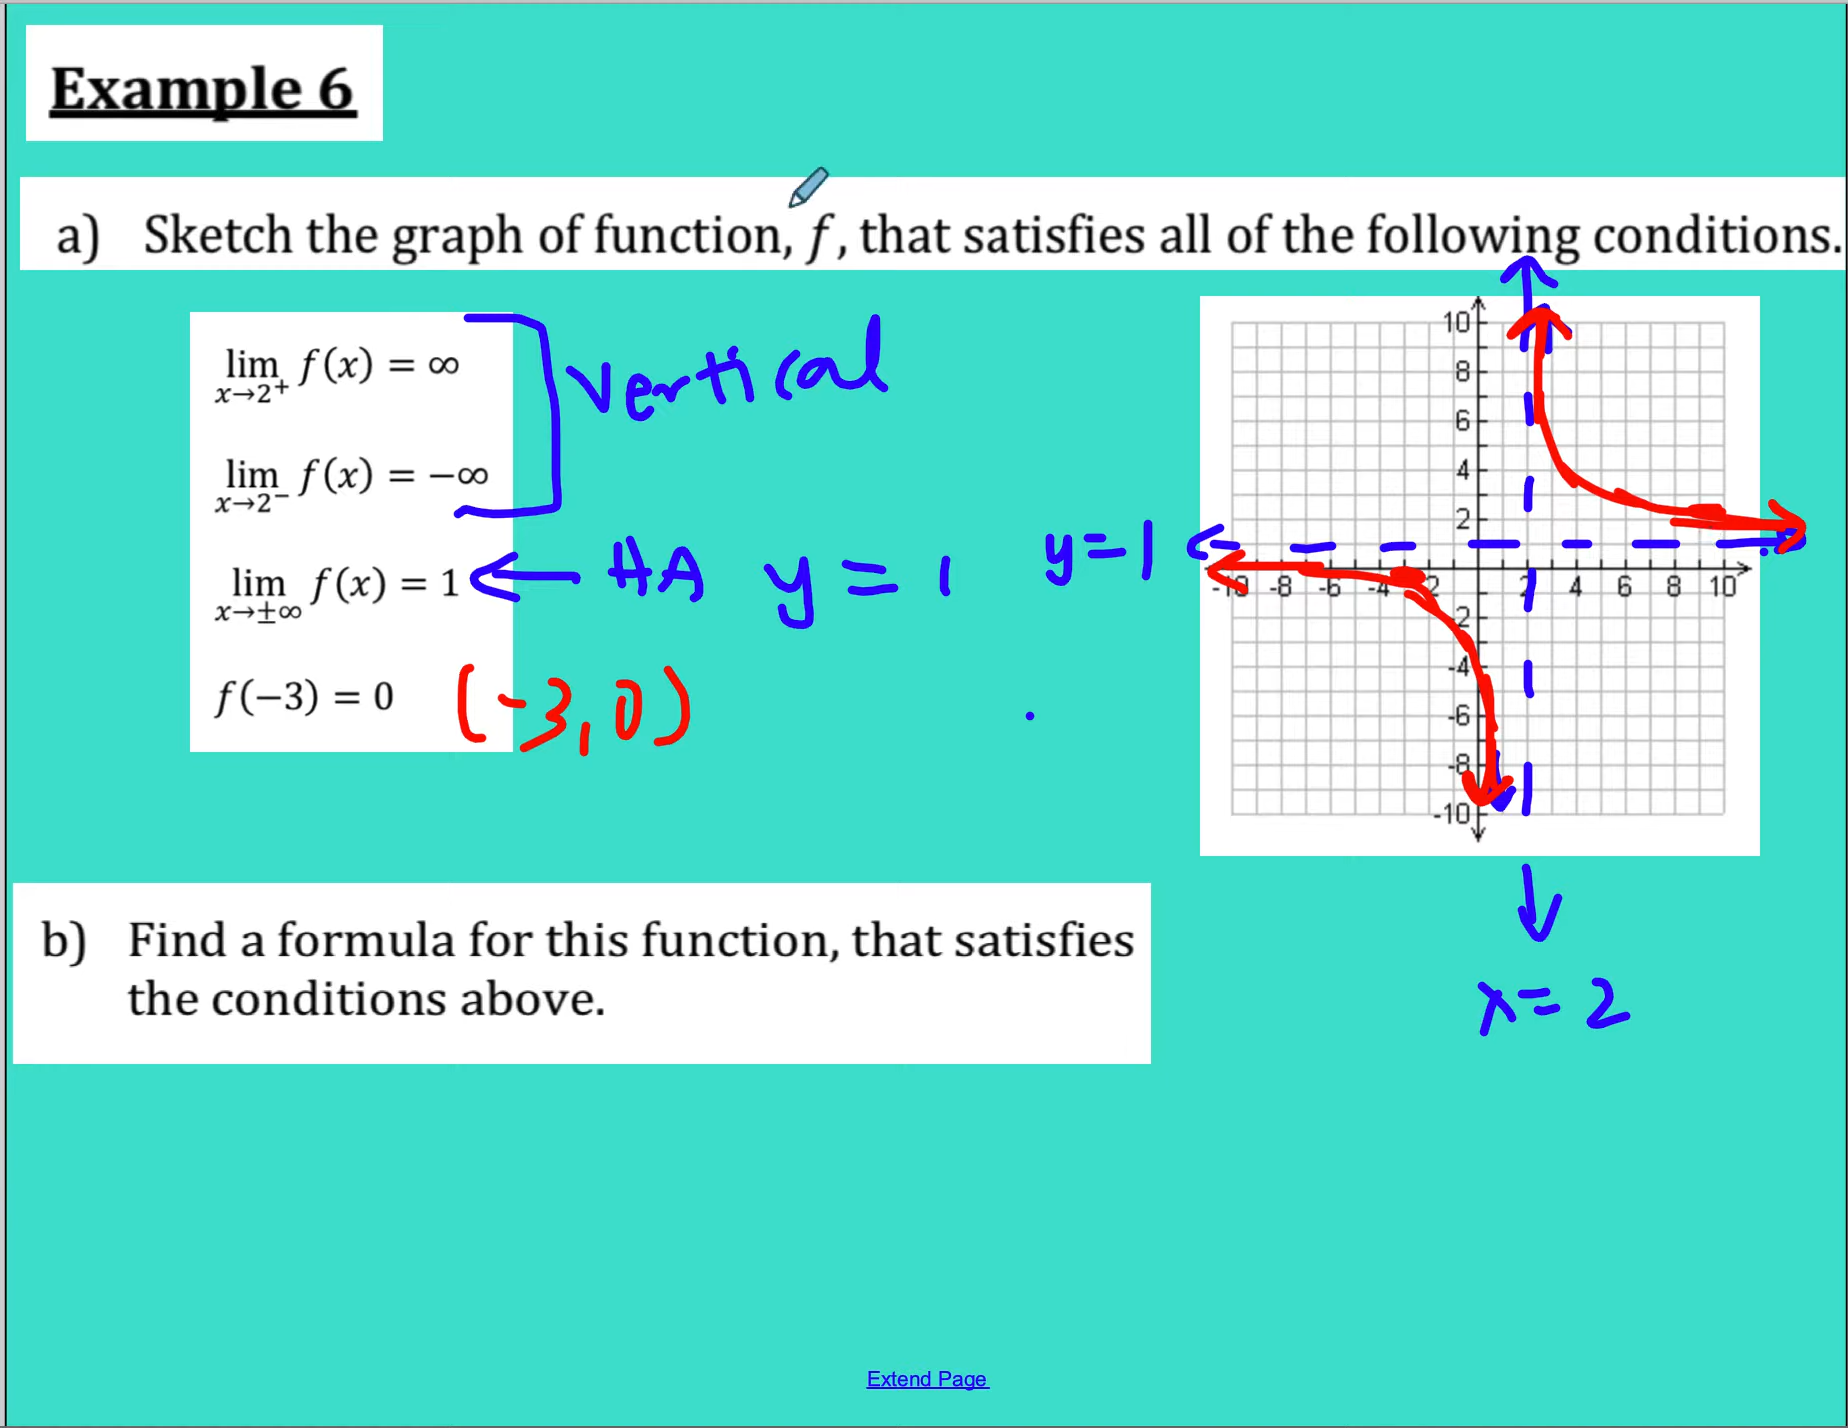 Example 6
a) Sketch the graph of function, f, that satisfies all of the following conditions.
lim f(x) = ∞
x→2⁺
vertical
lim f(x) = −∞
x→2⁻
lim f(x) = 1
x→±∞
HA y = 1
f(−3) = 0
(-3,0)
y=1
10
8
6
4
2
-10 -8 -6 -4 -2 2 4 6 8 10
-2
-4
-6
-8
-10
x=2
b) Find a formula for this function, that satisfies
the conditions above.
Extend Page